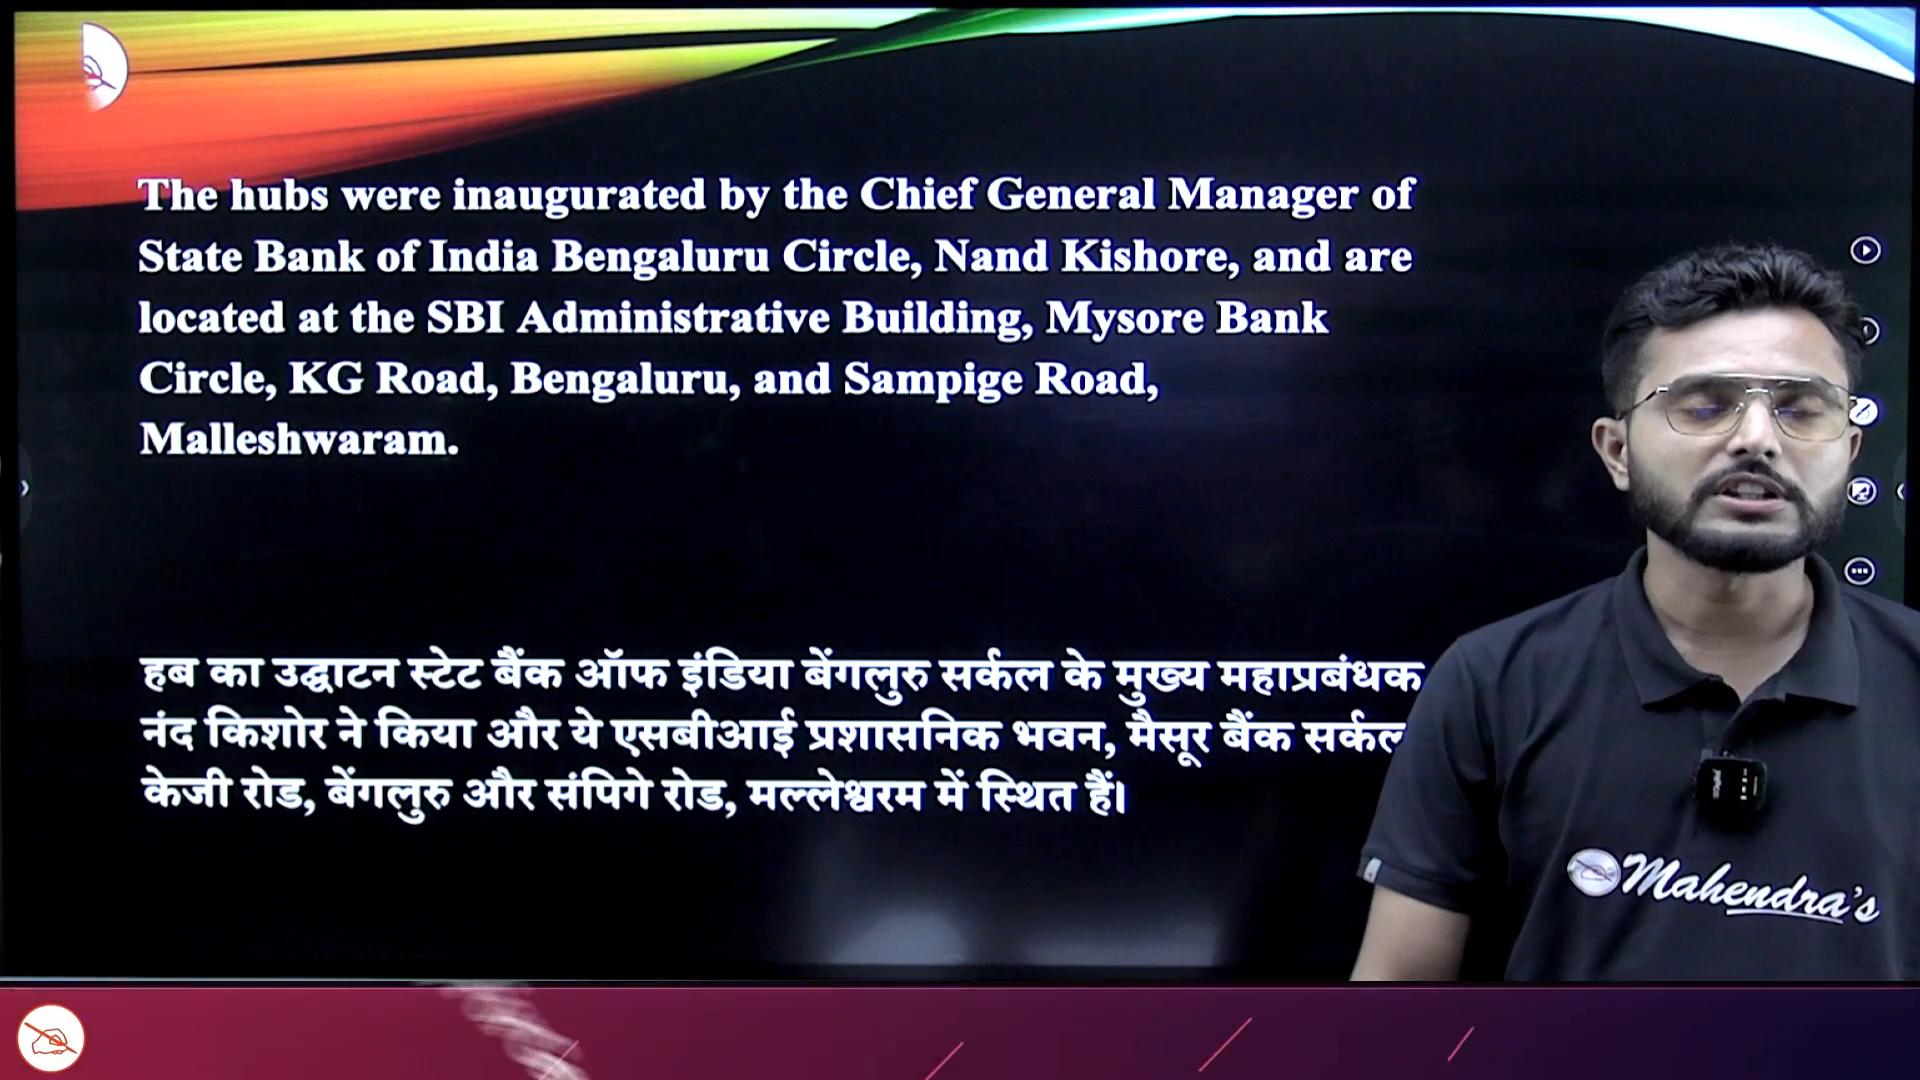 The hubs were inaugurated by the Chief General Manager of
State Bank of India Bengaluru Circle, Nand Kishore, and are
located at the SBI Administrative Building, Mysore Bank
Circle, KG Road, Bengaluru, and Sampige Road,
Malleshwaram.
हब का उद्घाटन स्टेट बैंक ऑफ इंडिया बेंगलुरु सर्कल के मुख्य महाप्रबंधक
नंद किशोर ने किया और ये एसबीआई प्रशासनिक भवन, मैसूर बैंक सर्कल
केजी रोड, बेंगलुरु और संपिगे रोड, मल्लेश्वरम में स्थित हैं।
Mahendra's